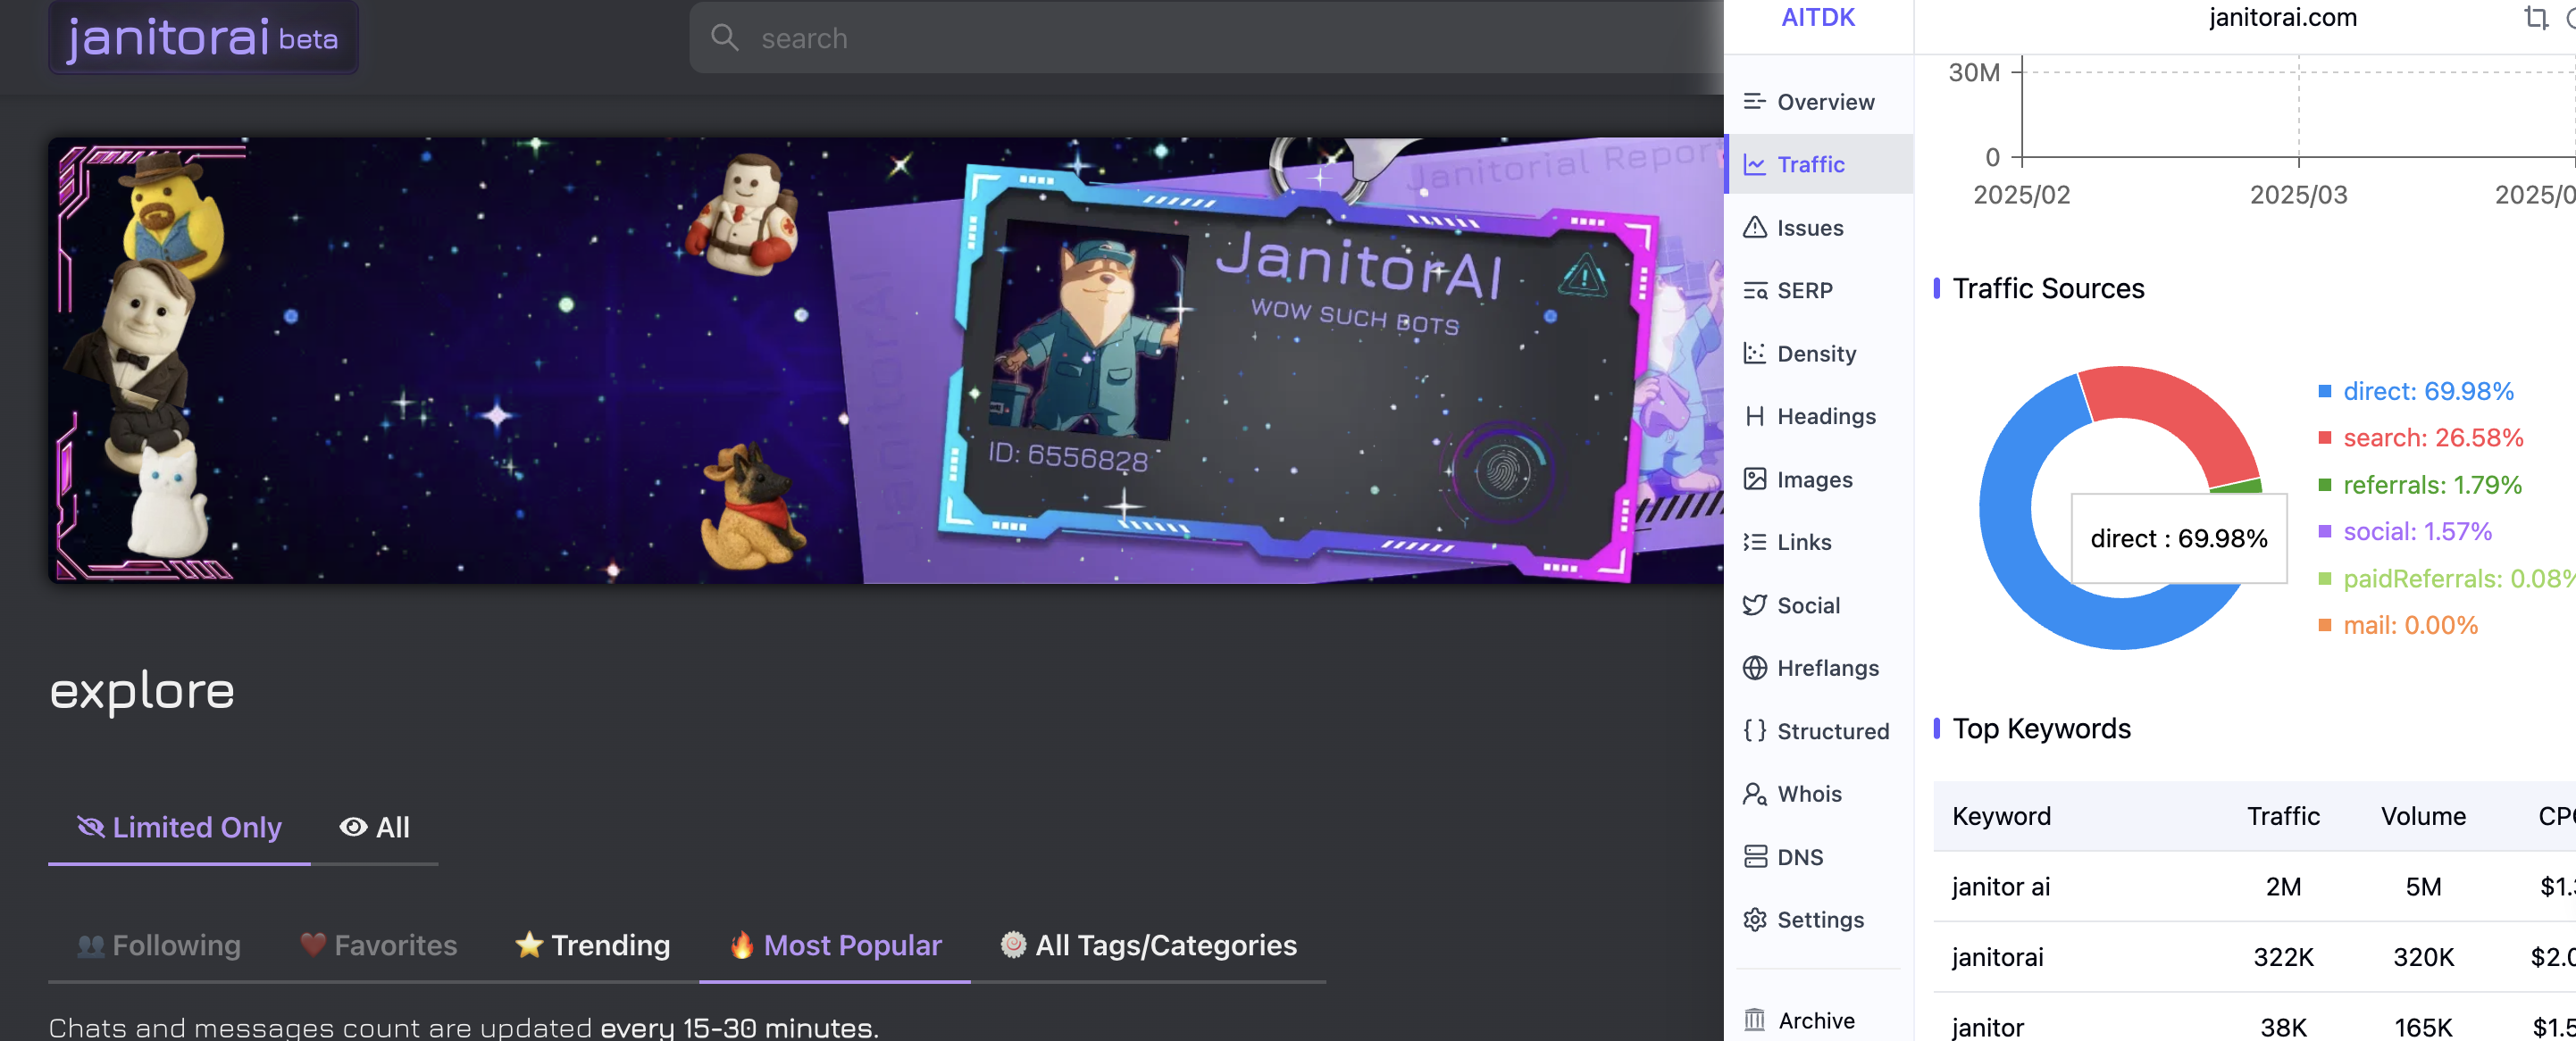 janitorai beta
search
Janitorial Report
JanitorAI
JanitorAI
WOW SUCH BOTS
ID: 6556828
explore
Limited Only
All
Following
Favorites
Trending
Most Popular
All Tags/Categories
Chats and messages count are updated every 15-30 minutes.
AITDK
Overview
Traffic
Issues
SERP
Density
Headings
Images
Links
Social
Hreflangs
Structured
Whois
DNS
Settings
Archive
janitorai.com
30M
0
2025/02
2025/03
2025/0
Traffic Sources
direct: 69.98%
search: 26.58%
referrals: 1.79%
social: 1.57%
paidReferrals: 0.08%
mail: 0.00%
direct : 69.98%
Top Keywords
Keyword Traffic Volume CP
janitor ai 2M 5M $1.
janitorai 322K 320K $2.0
janitor 38K 165K $1.5